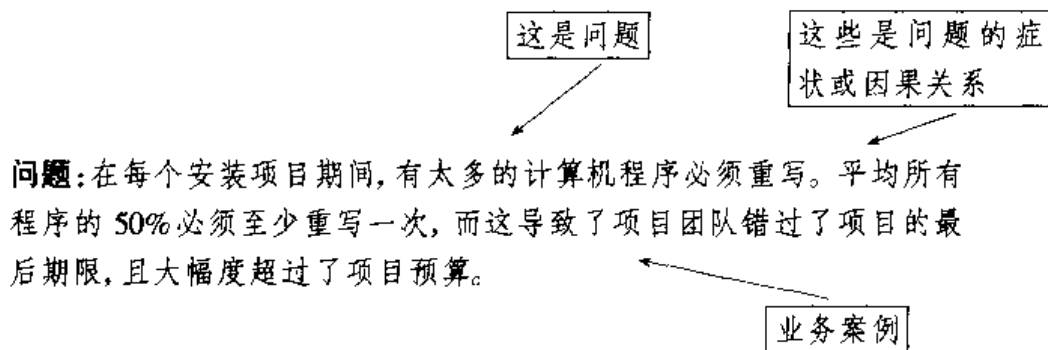 这是问题
这些是问题的症
状或因果关系
问题:在每个安装项目期间,有太多的计算机程序必须重写。平均所有
程序的 50%必须至少重写一次,而这导致了项目团队错过了项目的最
后期限,且大幅度超过了项目预算。
业务案例